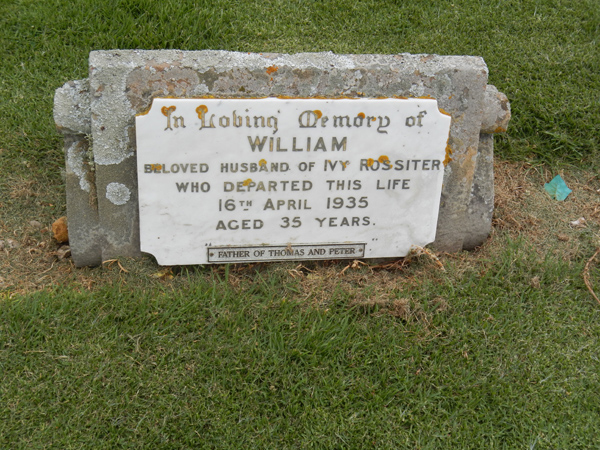 In Loving Memory of
WILLIAM
BELOVED HUSBAND OF IVY ROSSITER
WHO DEPARTED THIS LIFE
16TH APRIL 1935
AGED 35 YEARS.
FATHER OF THOMAS AND PETER